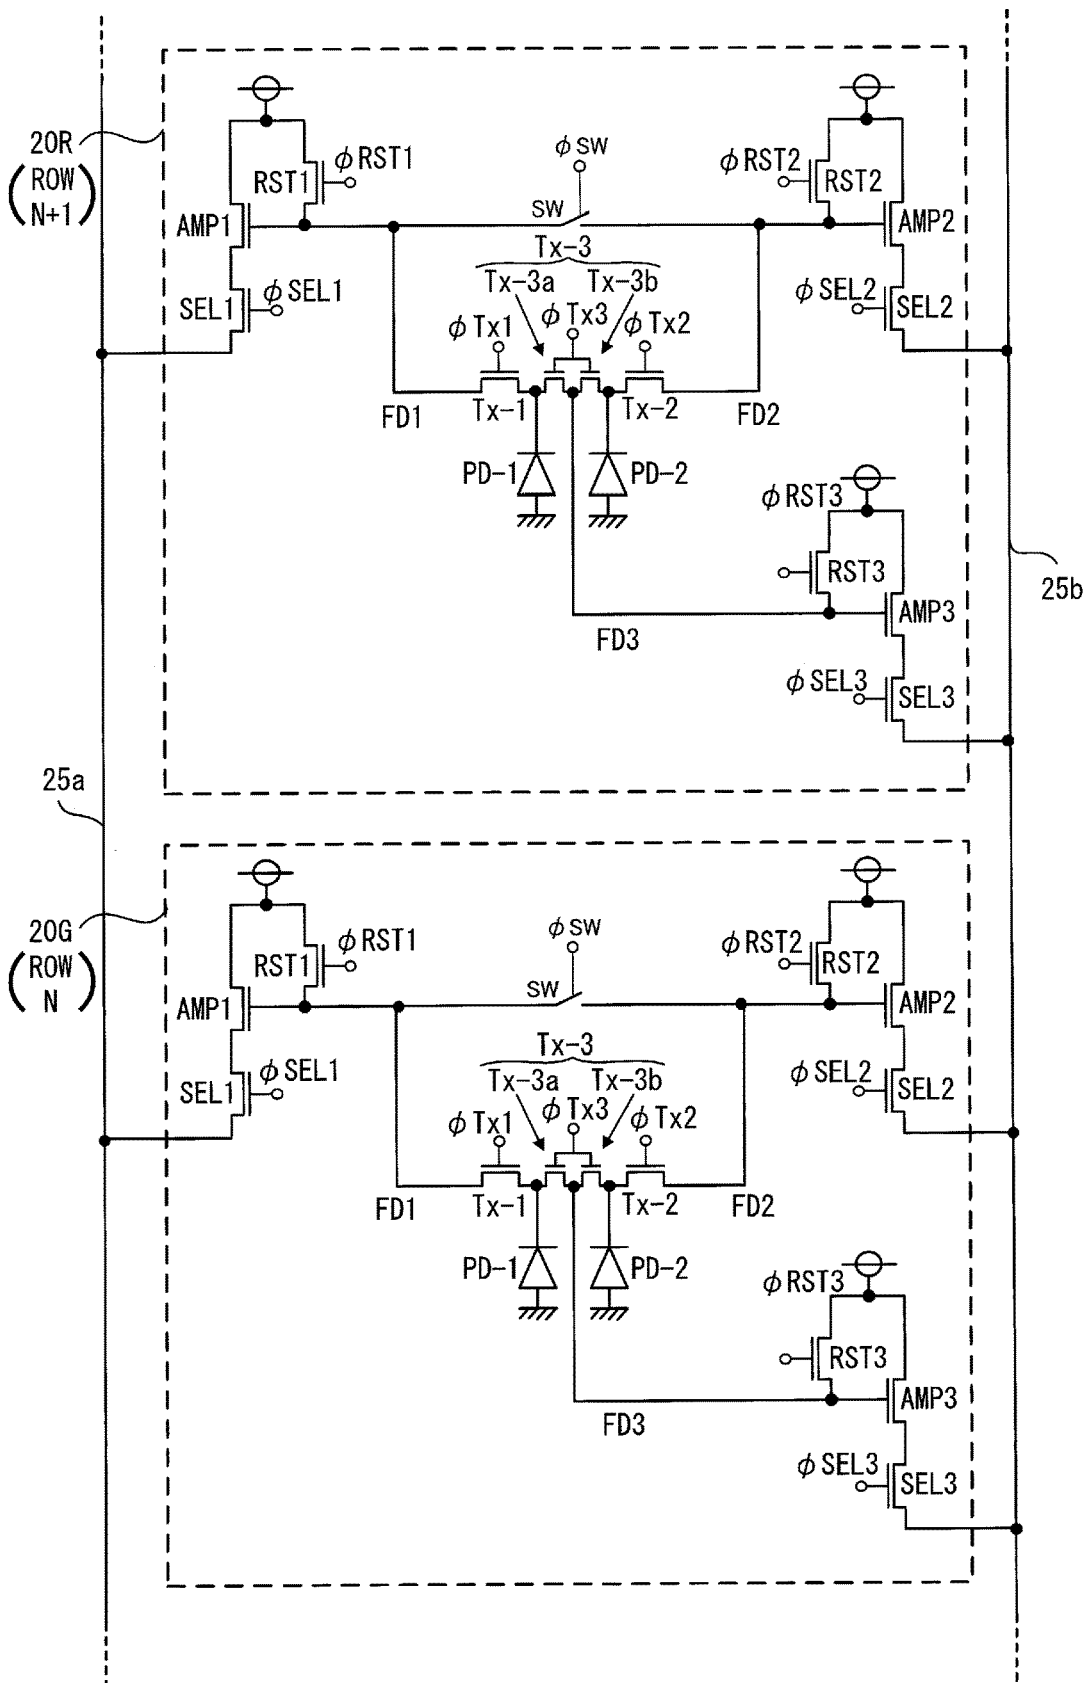 20R
(ROW
N+1)
φRST1
RST1
AMP1
φSEL1
SEL1
φSW
SW
φRST2
RST2
AMP2
φSEL2
SEL2
Tx-3
Tx-3a
Tx-3b
φTx3
φTx1
φTx2
Tx-1
Tx-2
FD1
FD2
PD-1
PD-2
φRST3
RST3
AMP3
FD3
φSEL3
SEL3
25b
25a
20G
(ROW
N)
φRST1
RST1
AMP1
φSEL1
SEL1
φSW
SW
φRST2
RST2
AMP2
φSEL2
SEL2
Tx-3
Tx-3a
Tx-3b
φTx3
φTx1
φTx2
Tx-1
Tx-2
FD1
FD2
PD-1
PD-2
φRST3
RST3
AMP3
FD3
φSEL3
SEL3